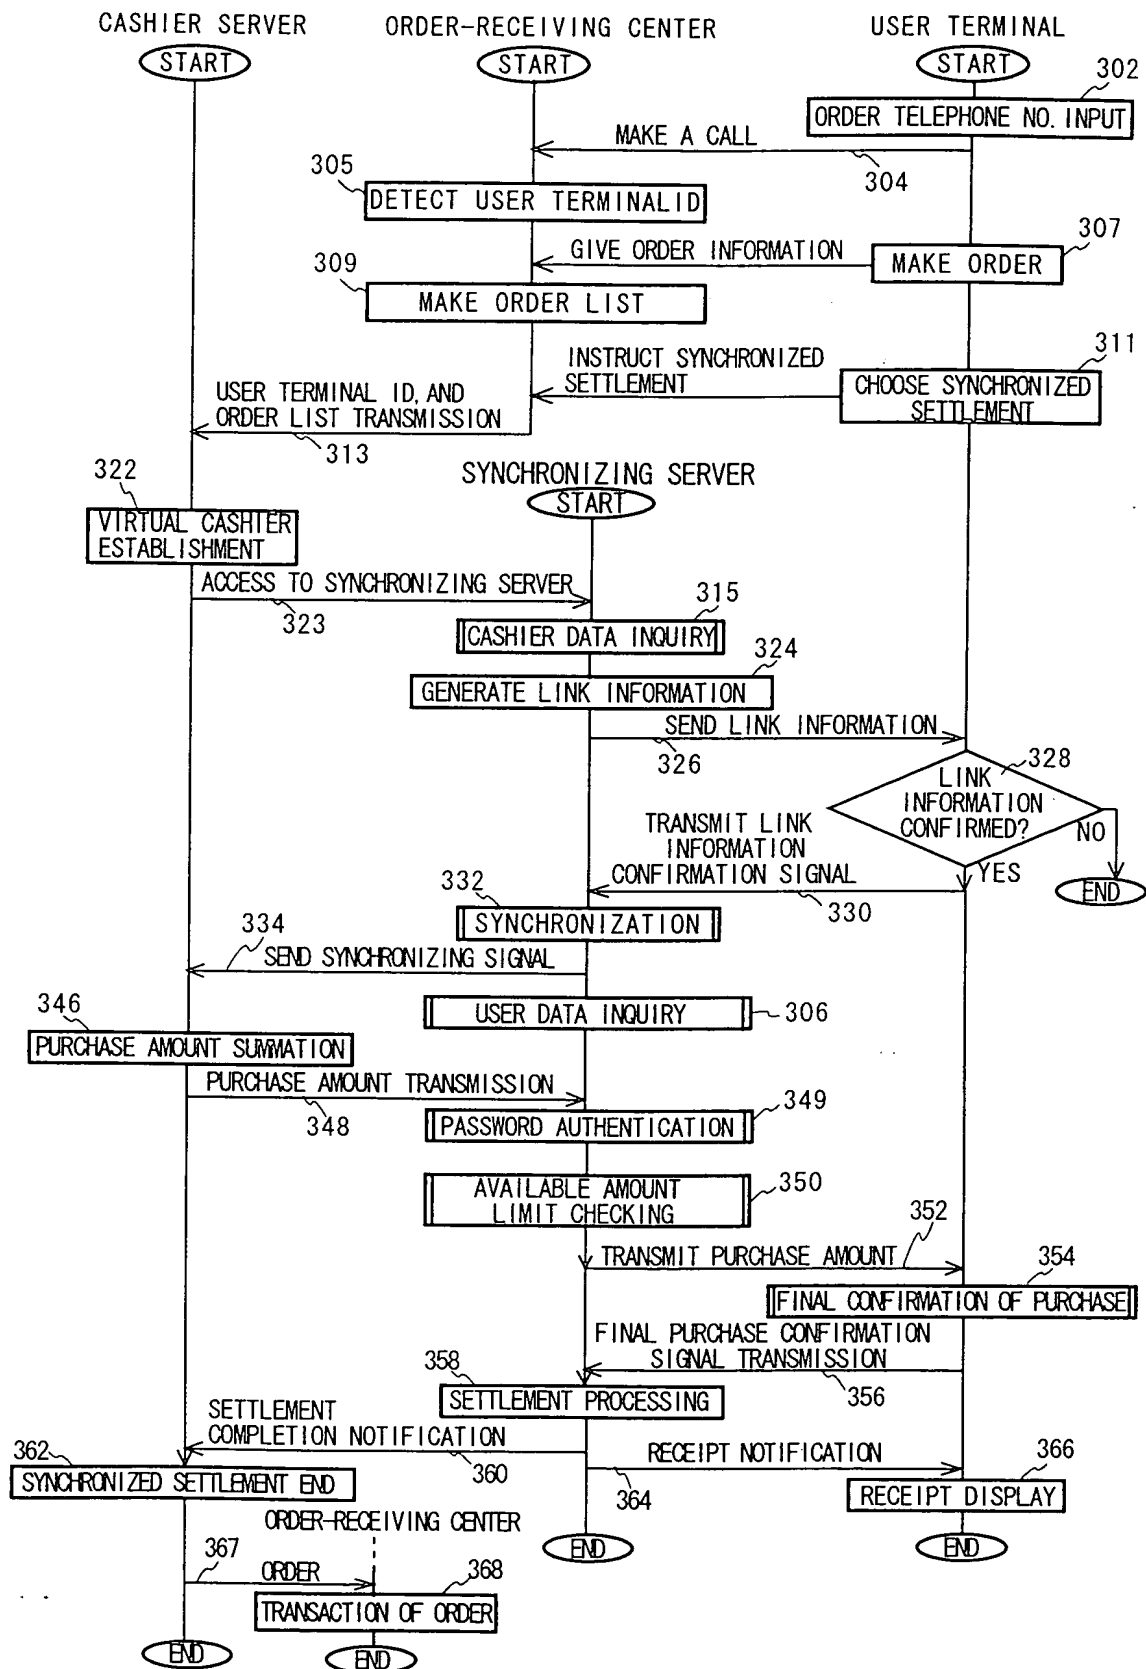 CASHIER SERVER
ORDER-RECEIVING CENTER
USER TERMINAL
START
START
START
302
ORDER TELEPHONE NO. INPUT
MAKE A CALL
304
305
DETECT USER TERMINALID
307
GIVE ORDER INFORMATION
MAKE ORDER
309
MAKE ORDER LIST
311
INSTRUCT SYNCHRONIZED
SETTLEMENT
CHOOSE SYNCHRONIZED
SETTLEMENT
USER TERMINAL ID, AND
ORDER LIST TRANSMISSION
313
322
SYNCHRONIZING SERVER
START
VIRTUAL CASHIER
ESTABLISHMENT
ACCESS TO SYNCHRONIZING SERVER
323
315
CASHIER DATA INQUIRY
324
GENERATE LINK INFORMATION
SEND LINK INFORMATION
326
328
LINK
INFORMATION
CONFIRMED?
NO
YES
END
TRANSMIT LINK
INFORMATION
CONFIRMATION SIGNAL
330
332
SYNCHRONIZATION
334
SEND SYNCHRONIZING SIGNAL
USER DATA INQUIRY
306
346
PURCHASE AMOUNT SUMMATION
PURCHASE AMOUNT TRANSMISSION
348
349
PASSWORD AUTHENTICATION
AVAILABLE AMOUNT
LIMIT CHECKING
350
352
TRANSMIT PURCHASE AMOUNT
354
FINAL CONFIRMATION OF PURCHASE
FINAL PURCHASE CONFIRMATION
SIGNAL TRANSMISSION
356
358
SETTLEMENT PROCESSING
SETTLEMENT
COMPLETION NOTIFICATION
360
362
SYNCHRONIZED SETTLEMENT END
RECEIPT NOTIFICATION
364
366
RECEIPT DISPLAY
END
END
ORDER-RECEIVING CENTER
367
ORDER
368
TRANSACTION OF ORDER
END
END